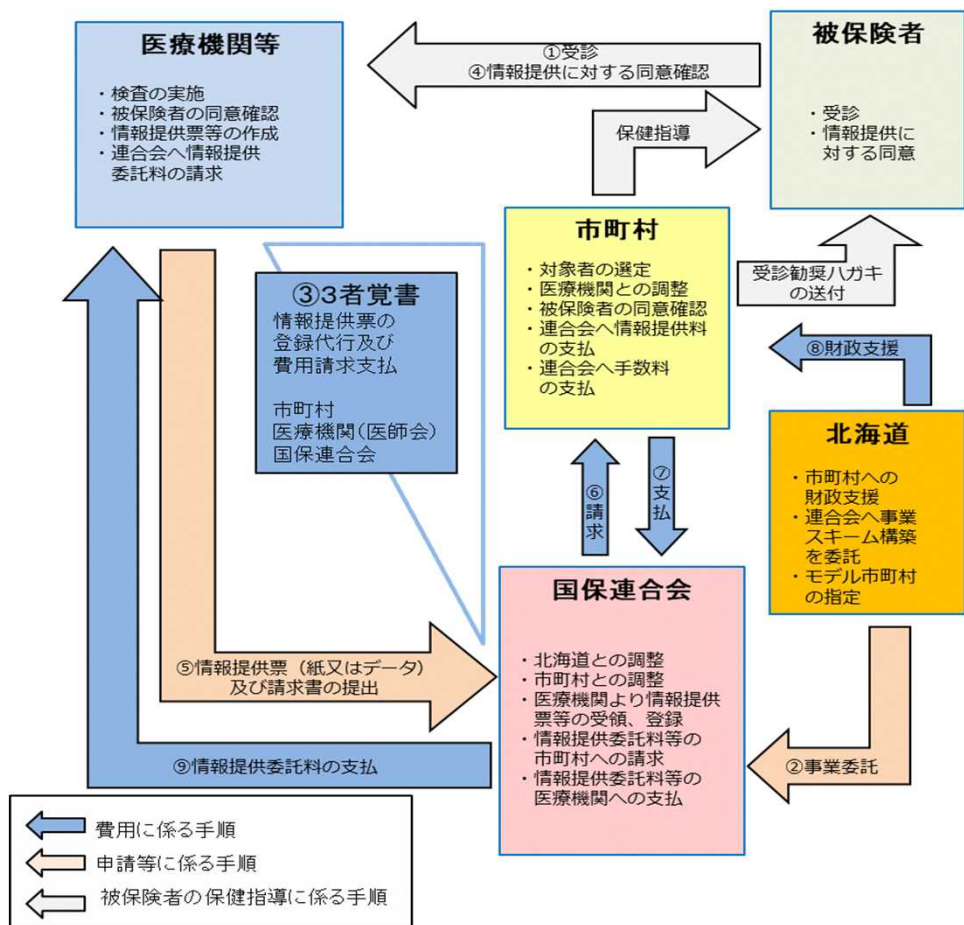 医療機関等
・検査の実施
・被保険者の同意確認
・情報提供票等の作成
・連合会へ情報提供
委託料の請求
①受診
④情報提供に対する同意確認
被保険者
・受診
・情報提供に
対する同意
保健指導
市町村
・対象者の選定
・医療機関との調整
・被保険者の同意確認
・連合会へ情報提供料
の支払
・連合会へ手数料
の支払
受診勧奨ハガキ
の送付
③3者覚書
情報提供票の
登録代行及び
費用請求支払
市町村
医療機関(医師会)
国保連合会
⑧財政支援
北海道
・市町村への
財政支援
・連合会へ事業
スキーム構築
を委託
・モデル市町村
の指定
⑥請求
⑦支払
国保連合会
・北海道との調整
・市町村との調整
・医療機関より情報提供
票等の受領、登録
・情報提供委託料等の
市町村への請求
・情報提供委託料等の
医療機関への支払
⑤情報提供票(紙又はデータ)
及び請求書の提出
②事業委託
⑨情報提供委託料の支払
費用に係る手順
申請等に係る手順
被保険者の保健指導に係る手順